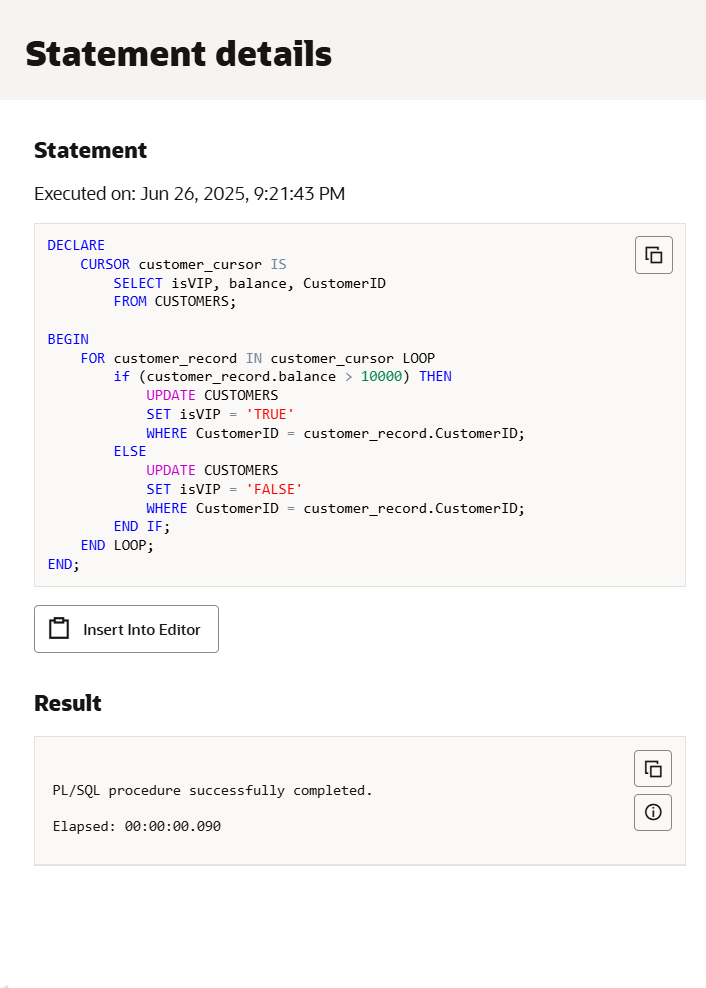 Statement details
Statement
Executed on: Jun 26, 2025, 9:21:43 PM
DECLARE
    CURSOR customer_cursor IS
        SELECT isVIP, balance, CustomerID
        FROM CUSTOMERS;

BEGIN
    FOR customer_record IN customer_cursor LOOP
        if (customer_record.balance > 10000) THEN
            UPDATE CUSTOMERS
            SET isVIP = 'TRUE'
            WHERE CustomerID = customer_record.CustomerID;
        ELSE
            UPDATE CUSTOMERS
            SET isVIP = 'FALSE'
            WHERE CustomerID = customer_record.CustomerID;
        END IF;
    END LOOP;
END;
Insert Into Editor
Result
PL/SQL procedure successfully completed.
Elapsed: 00:00:00.090